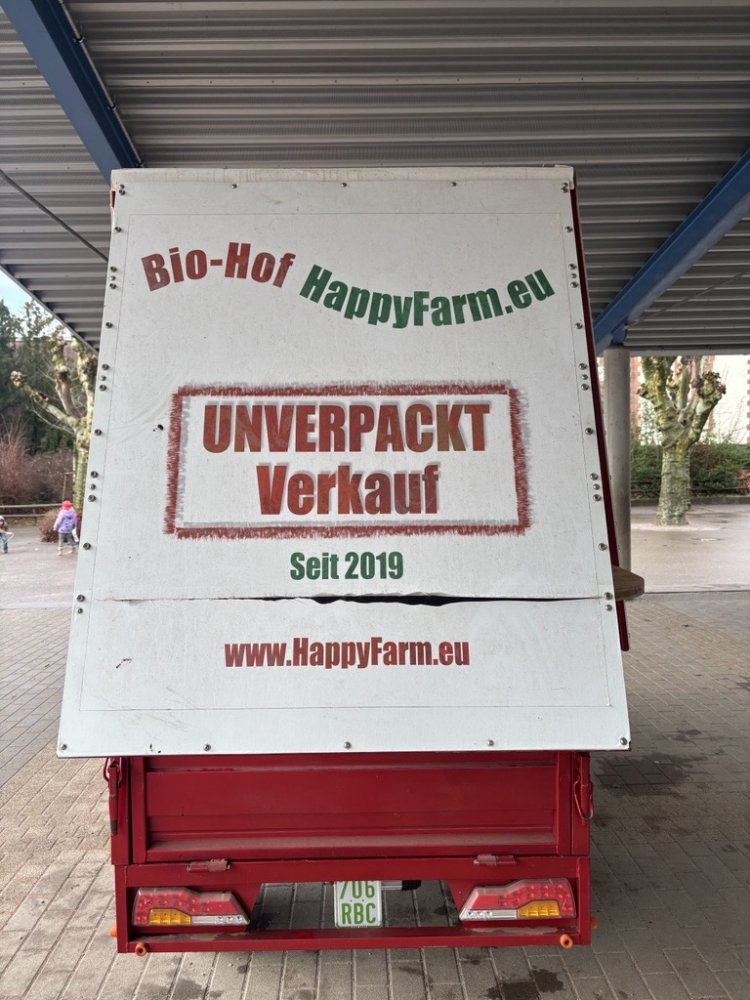 Bio-Hof HappyFarm.eu
UNVERPACKT
Verkauf
Seit 2019
www.HappyFarm.eu
706
RBC